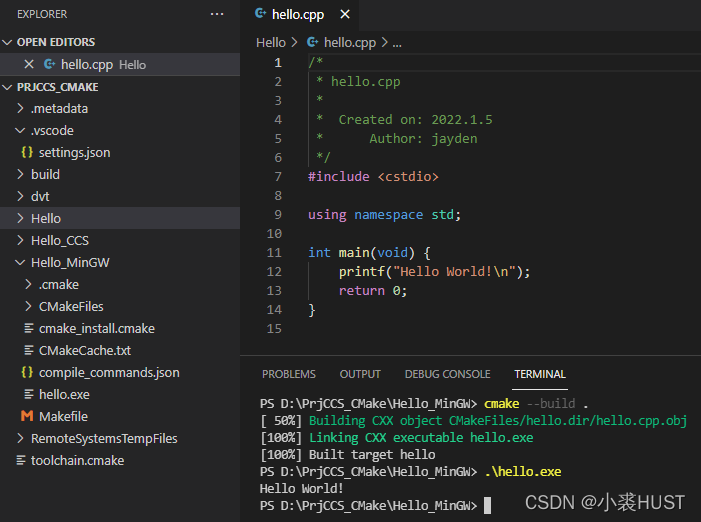 EXPLORER ...
OPEN EDITORS
hello.cpp Hello
PRJCCS_CMAKE
.metadata
.vscode
{} settings.json
build
dvt
Hello
Hello_CCS
Hello_MinGW
.cmake
CMakeFiles
cmake_install.cmake
CMakeCache.txt
{} compile_commands.json
hello.exe
Makefile
RemoteSystemsTempFiles
toolchain.cmake
hello.cpp
Hello > hello.cpp > ...
1 /*
2  * hello.cpp
3  *
4  *  Created on: 2022.1.5
5  *      Author: jayden
6  */
7 #include <cstdio>
8
9 using namespace std;
10
11 int main(void) {
12     printf("Hello World!\n");
13     return 0;
14 }
15
PROBLEMS OUTPUT DEBUG CONSOLE TERMINAL
PS D:\PrjCCS_CMake\Hello_MinGW> cmake --build .
[ 50%] Building CXX object CMakeFiles/hello.dir/hello.cpp.obj
[100%] Linking CXX executable hello.exe
[100%] Built target hello
PS D:\PrjCCS_CMake\Hello_MinGW> .\hello.exe
Hello World!
PS D:\PrjCCS_CMake\Hello_MinGW>
CSDN @小裘HUST